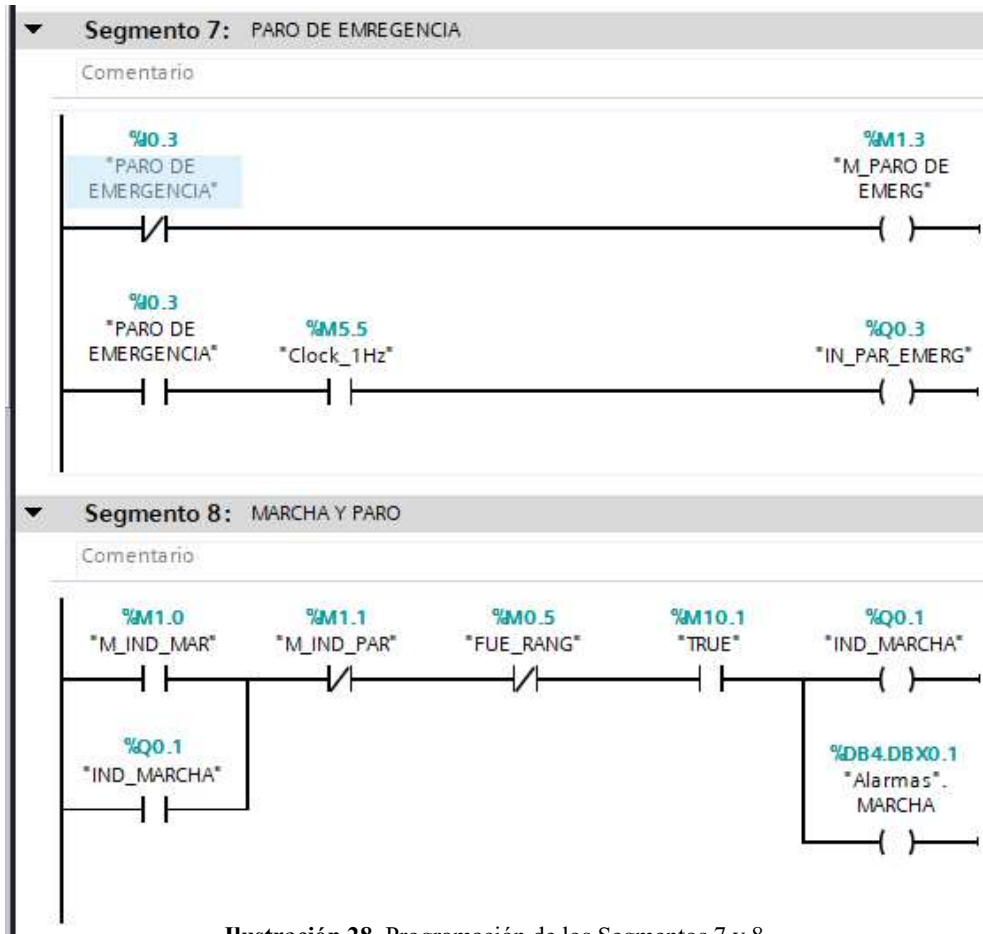 Segmento 7: PARO DE EMREGENCIA
Comentario
%I0.3
"PARO DE
EMERGENCIA"
%M1.3
"M_PARO DE
EMERG"
%I0.3
"PARO DE
EMERGENCIA"
%M5.5
"Clock_1Hz"
%Q0.3
"IN_PAR_EMERG"
Segmento 8: MARCHA Y PARO
Comentario
%M1.0
"M_IND_MAR"
%M1.1
"M_IND_PAR"
%M0.5
"FUE_RANG"
%M10.1
"TRUE"
%Q0.1
"IND_MARCHA"
%Q0.1
"IND_MARCHA"
%DB4.DBX0.1
"Alarmas".
MARCHA
Ilustración 28. Programación de los Segmentos 7 y 8